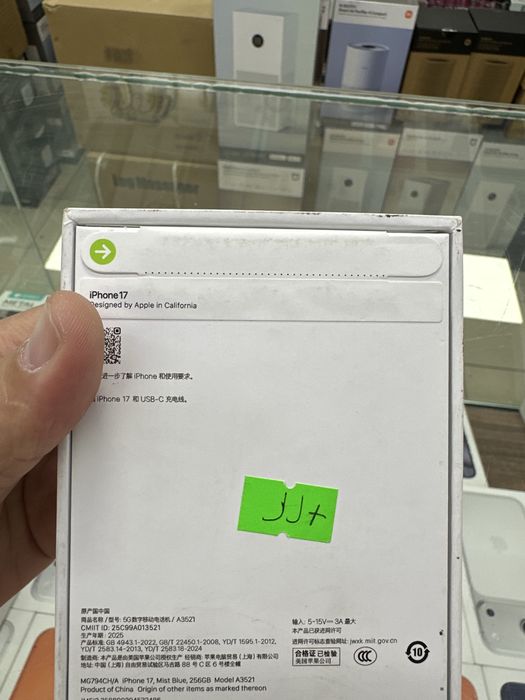 iPhone 17
Designed by Apple in California
进一步了解 iPhone 和使用要求。
iPhone 17 和 USB-C 充电线。
JJ+
原产国中国
商品名称 / 型号: 5G数字移动电话机 / A3521
CMIIT ID: 25C99A013521
生产年期: 2025
产品标准: GB 4943.1-2022, GB/T 22450.1-2008, YD/T 1595.1-2012,
YD/T 2583.14-2013, YD/T 2583.18-2024
制造商: 本产品是由美国苹果公司授权生产 经销商: 苹果电脑贸易 (上海) 有限公司
地址: 中国 (上海) 自由贸易试验区马吉路 88 号 C 区 6 号楼全幢
MG794CH/A iPhone 17, Mist Blue, 256GB Model A3521
Product of China Origin of other items as marked thereon
输入: 5-15V⎓ 3A 最大
本产品已获进网许可
进网许可标志查验网址: jwxk.miit.gov.cn
合格证 已检验
美国苹果公司
CCC
10